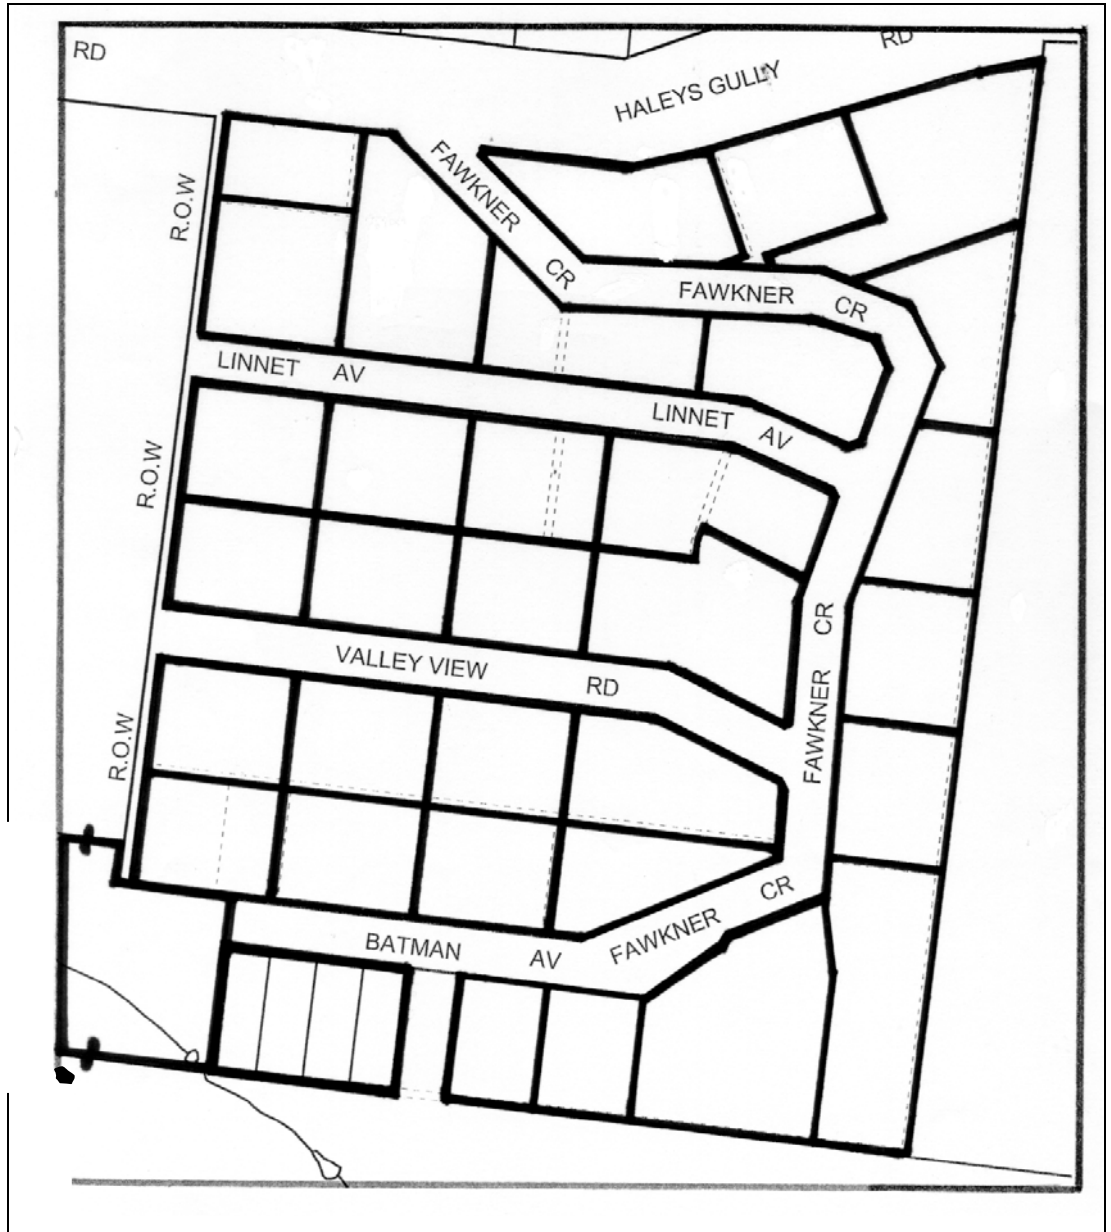 RD
RD
HALEYS GULLY
FAWKNER
R.O.W
CR
FAWKNER
CR
LINNET AV
LINNET
AV
R.O.W
CR
VALLEY VIEW
RD
FAWKNER
R.O.W
CR
FAWKNER
BATMAN
AV